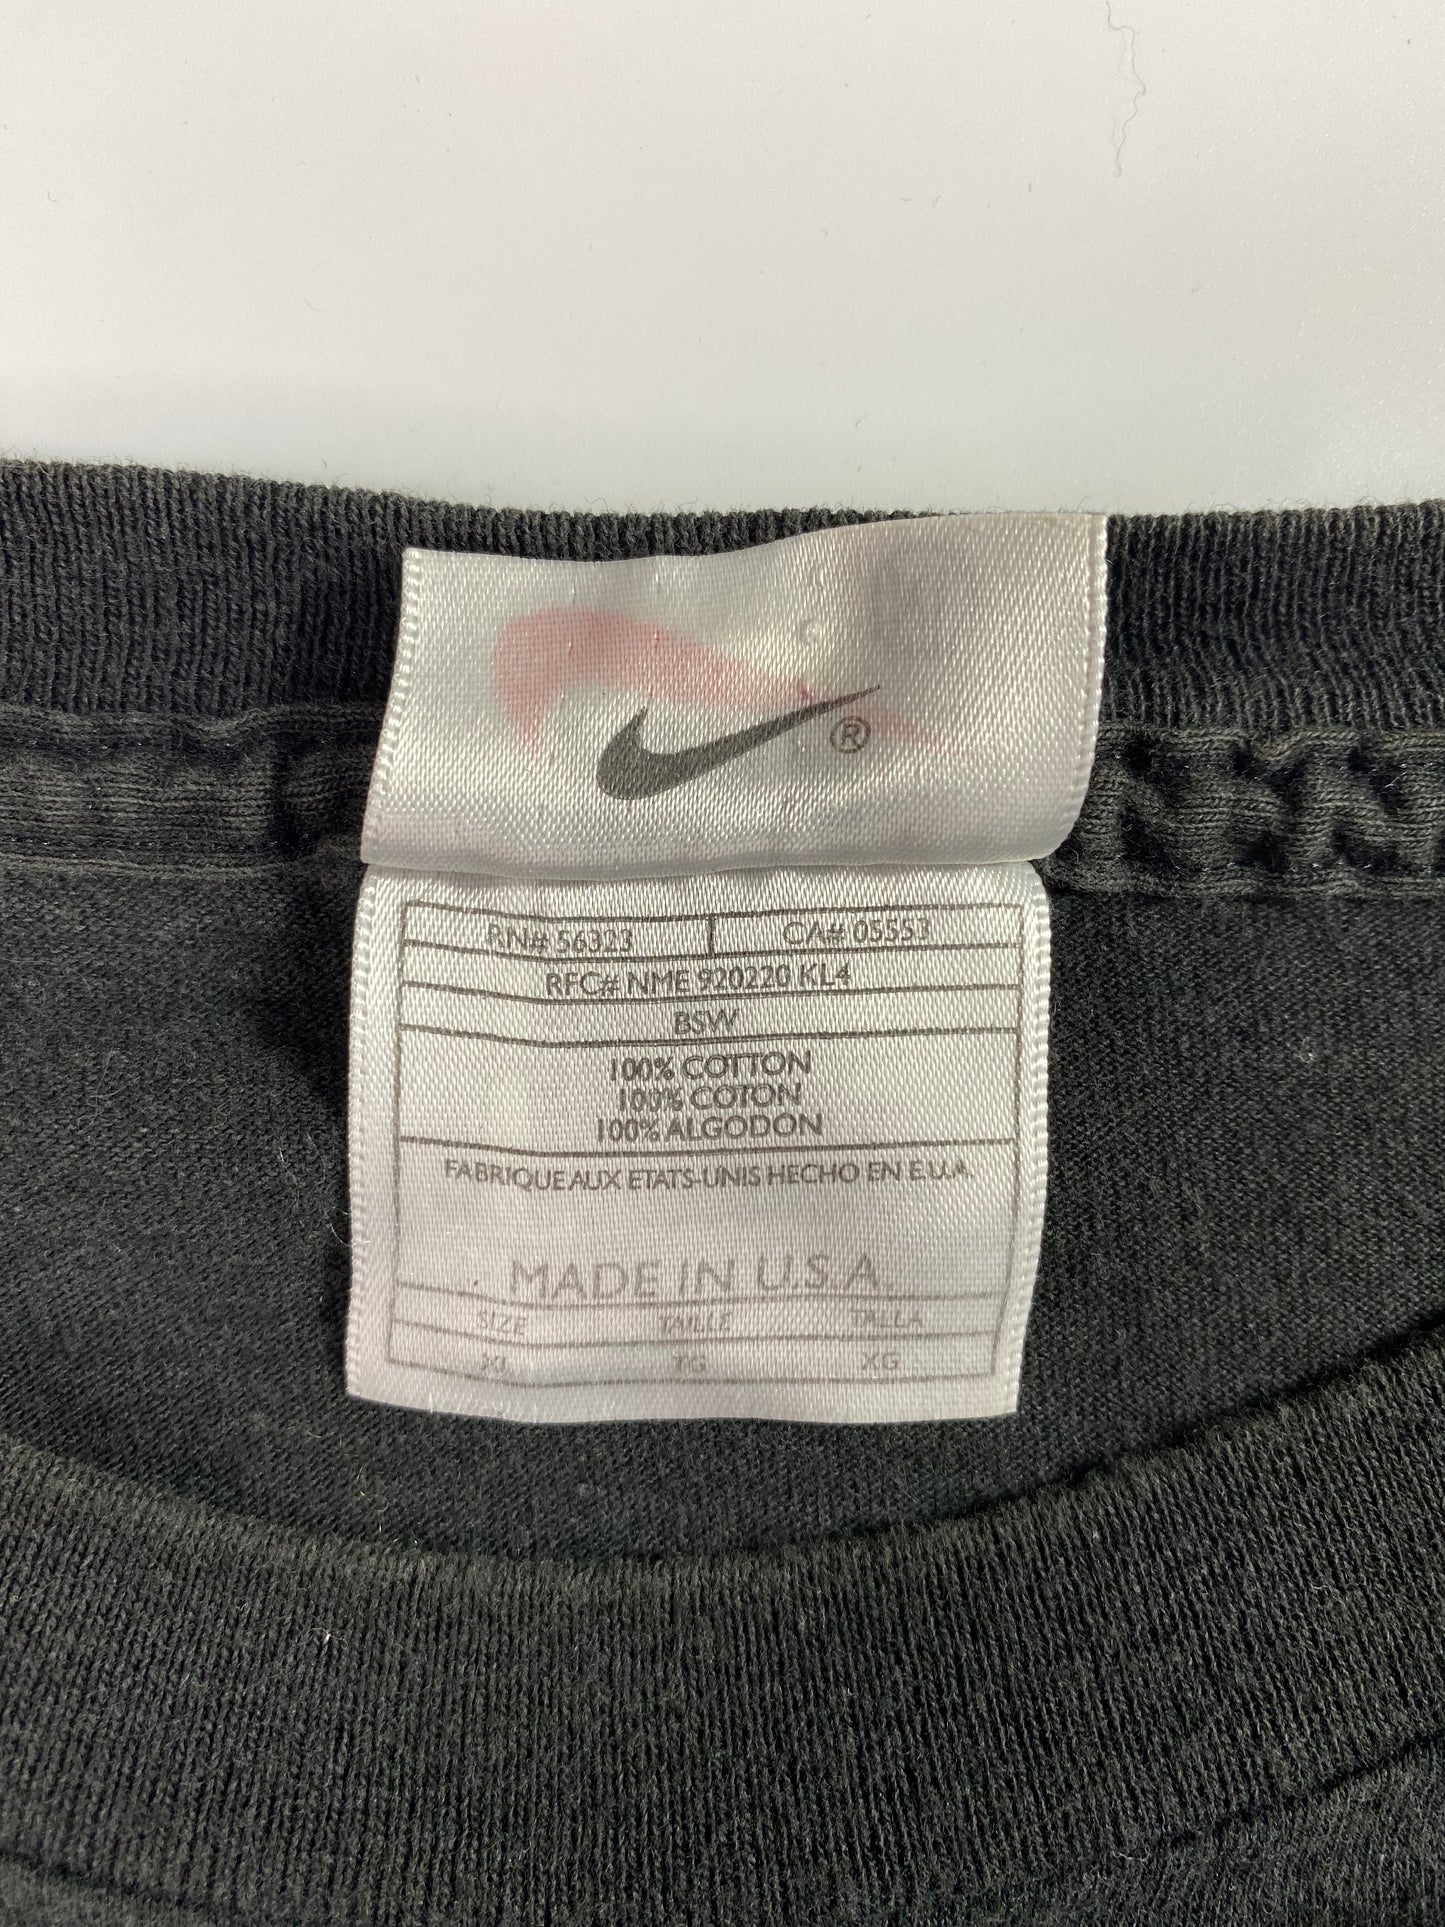 ®
RN# 56323 CA# 05553
RFC# NME 920220 KL4
BSW
100% COTTON
100% COTON
100% ALGODON
FABRIQUE AUX ETATS-UNIS HECHO EN E.U.A.
MADE IN U.S.A.
SIZE TAILLE TALLA
XL TG XG